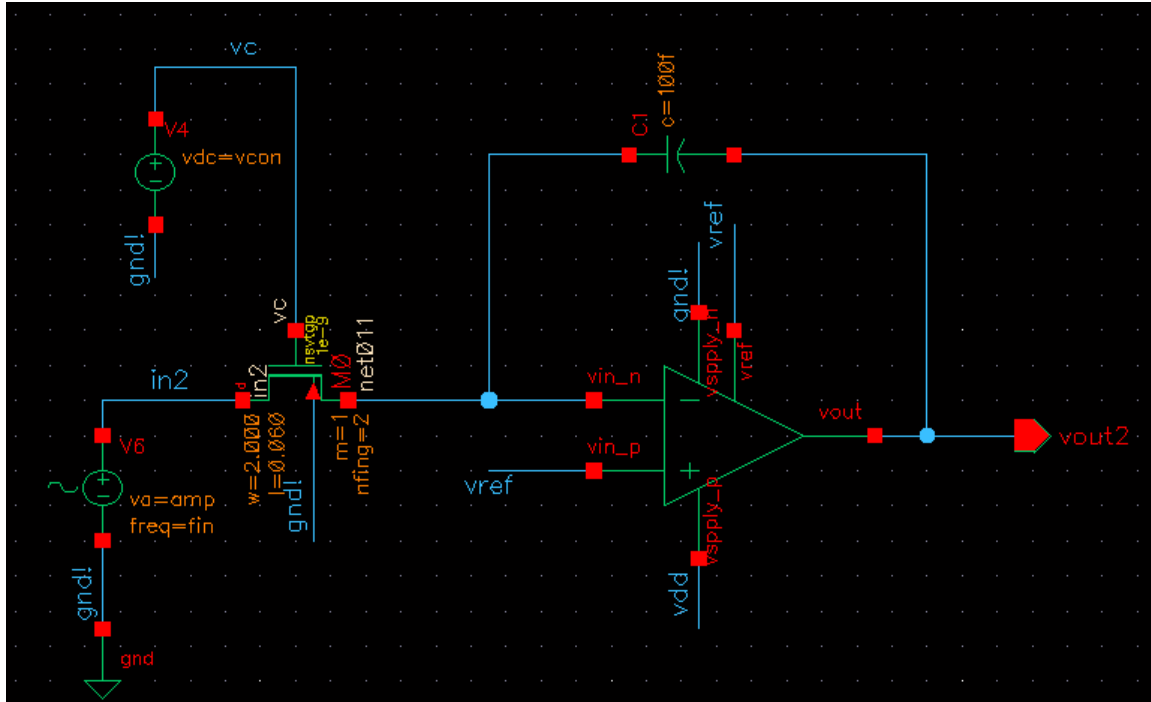 vc
V4
vdc=vcon
gnd!
C1
c=100f
vref
gnd!
vspply_n
vref
vc
nsvtgp
1e-9
M0
net011
in2
d
in2
w=2.000
l=0.060
m=1
nfing=2
gnd!
vin_n
vin_p
vref
vout
vout2
vspply_p
vdd
V6
va=amp
freq=fin
gnd!
gnd